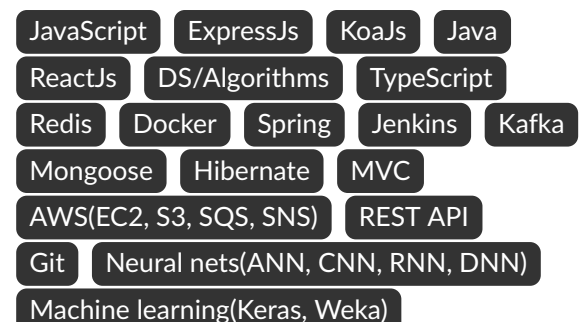 JavaScript ExpressJs KoaJs Java
ReactJs DS/Algorithms TypeScript
Redis Docker Spring Jenkins Kafka
Mongoose Hibernate MVC
AWS(EC2, S3, SQS, SNS) REST API
Git Neural nets(ANN, CNN, RNN, DNN)
Machine learning(Keras, Weka)